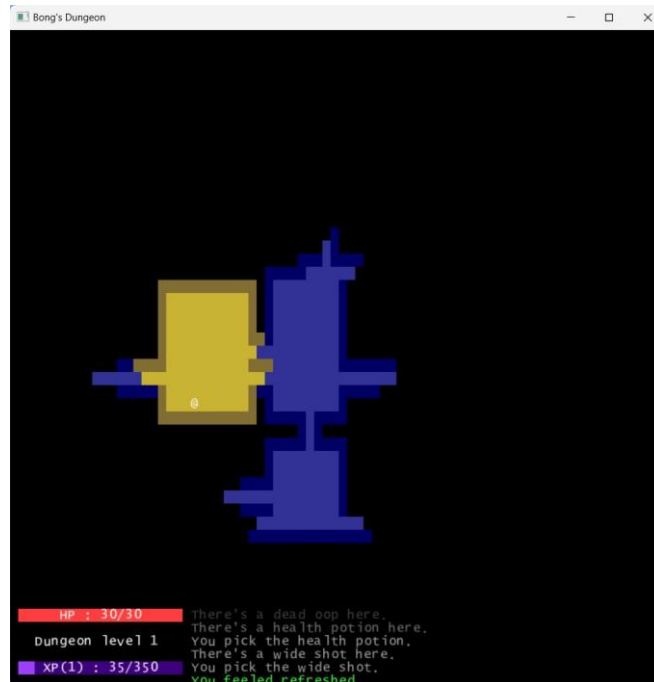 Bong's Dungeon
@
HP : 30/30
Dungeon level 1
XP(1) : 35/350
There's a dead oop here.
There's a health potion here.
You pick the health potion.
There's a wide shot here.
You pick the wide shot.
You feeled refreshed